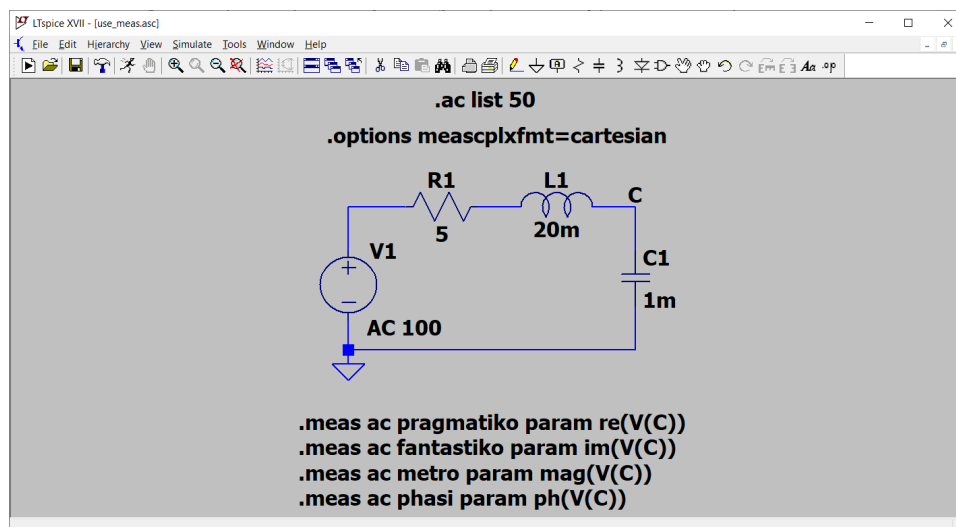 LTspice XVII - [use_meas.asc]
File Edit Hierarchy View Simulate Tools Window Help
Aa .op
.ac list 50
.options meascplxfmt=cartesian
R1
L1
C
5
20m
V1
C1
1m
AC 100
.meas ac pragmatiko param re(V(C))
.meas ac fantastiko param im(V(C))
.meas ac metro param mag(V(C))
.meas ac phasi param ph(V(C))